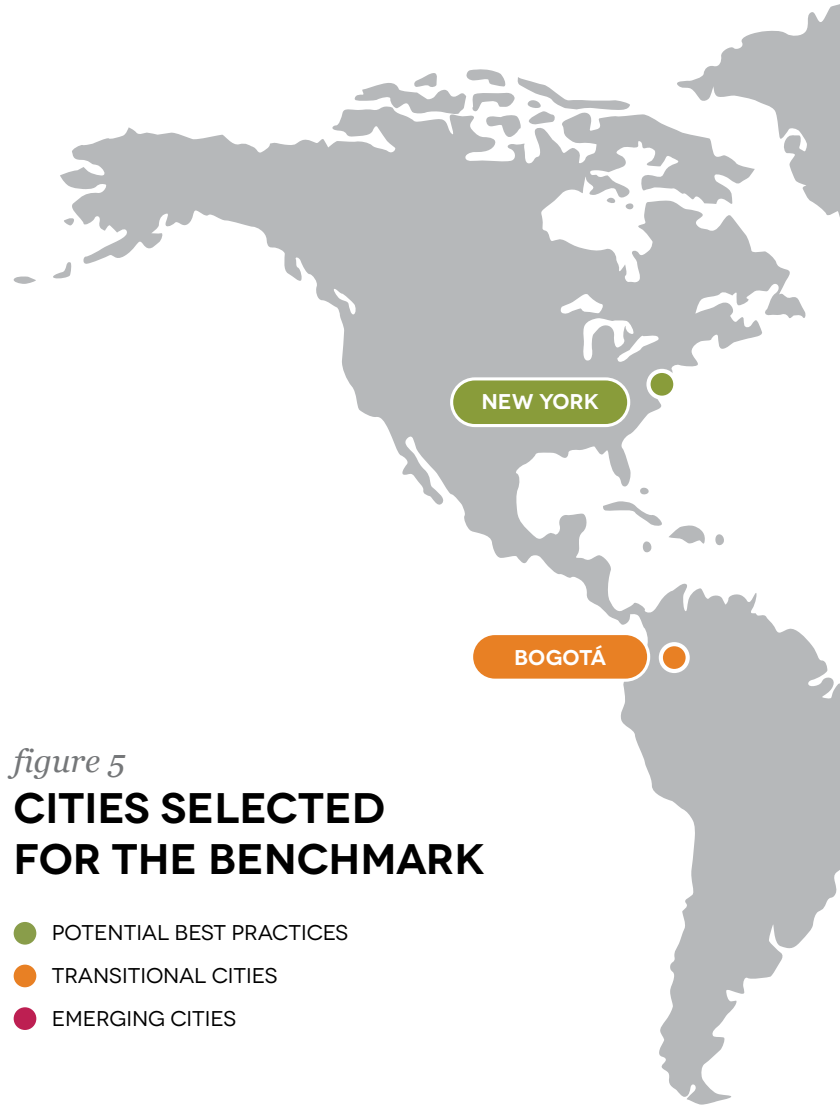 NEW YORK
BOGOTÁ
figure 5
CITIES SELECTED
FOR THE BENCHMARK
POTENTIAL BEST PRACTICES
TRANSITIONAL CITIES
EMERGING CITIES